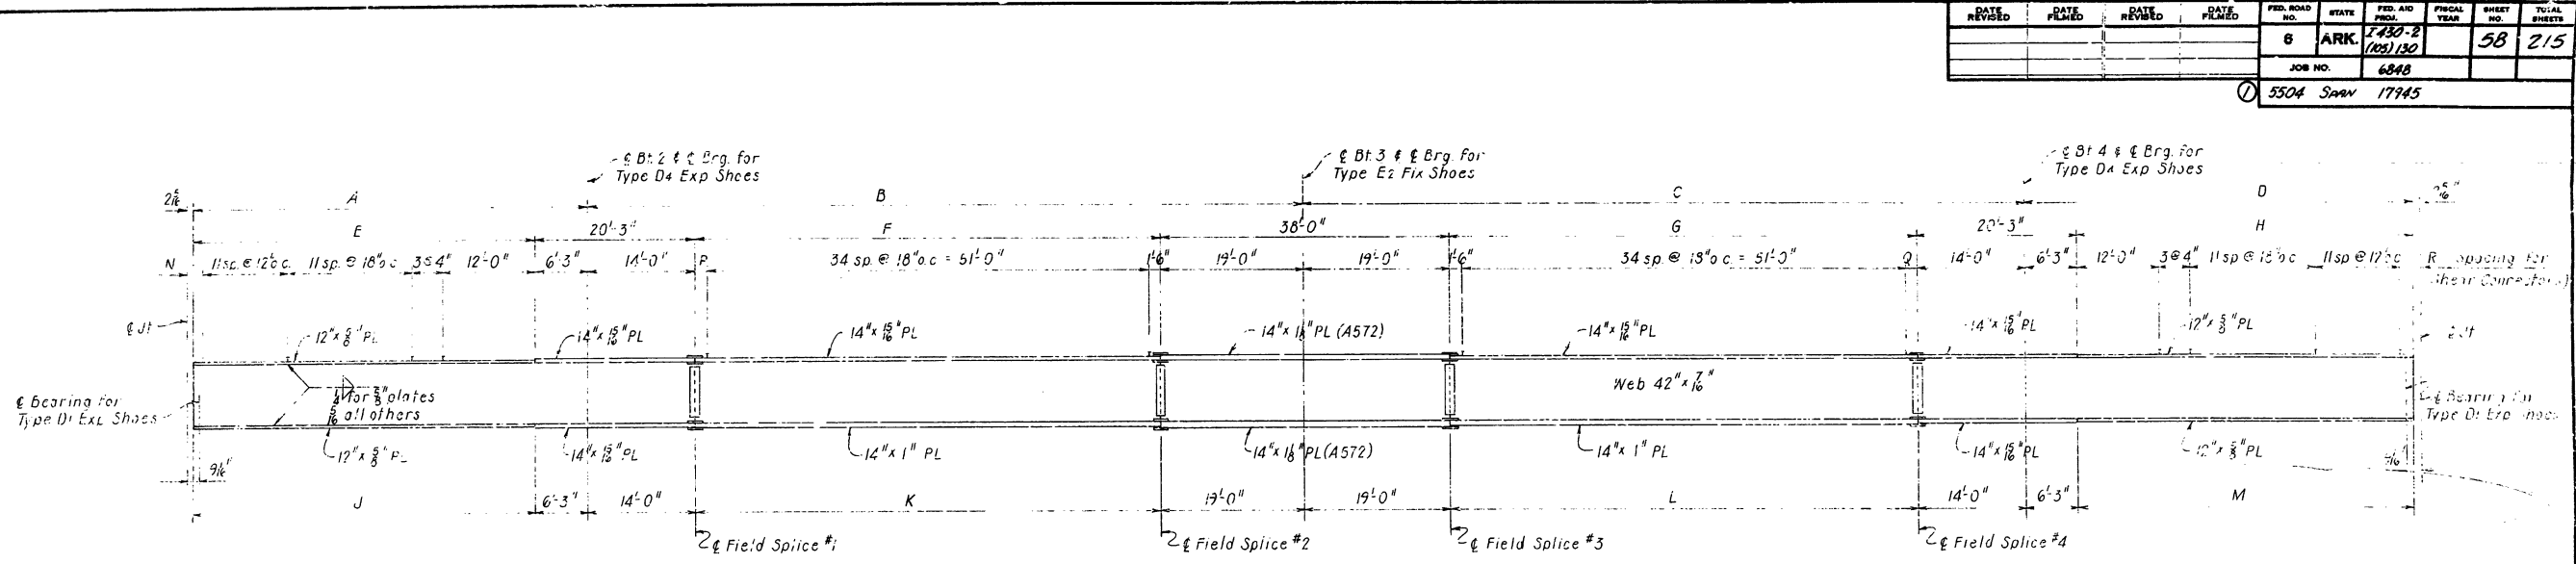 DATE REVISED DATE FILMED DATE REVISED DATE FILMED FED. ROAD NO. STATE FED. AID PROJ. FISCAL YEAR SHEET NO. TOTAL SHEETS
6 ARK. I-430-2 (105) 130 58 215
JOB NO. 6848
① 5504 SPAN 17945
℄ Bt. 2 & ℄ Brg. for
Type D4 Exp Shoes
℄ Bt. 3 & ℄ Brg. for
Type E2 Fix Shoes
℄ Bt 4 & ℄ Brg. for
Type D4 Exp Shoes
A B C D
E 20'-3" F 38'-0" G 20'-3" H
N 11 sp. @ 12" o.c. 11 sp. @ 18" o.c. 3 @ 4" 12'-0" 6'-3" 14'-0" P 34 sp. @ 18" o.c. = 51'-0" 1'-6" 19'-0" 19'-0" 1'-6" 34 sp. @ 18" o.c. = 51'-0" Q 14'-0" 6'-3" 12'-0" 3@4" 11 sp @ 18" o.c 11 sp @ 12" o.c R spacing for
Shear Connectors)
℄ Jt 12" x 5/8" PL 14" x 15/16" PL 14" x 15/16" PL PL (A572) 14" x 15/16" PL 14" x 15/16" PL 12" x 5/8" PL ℄ Jt
Web 42" x 7/16"
℄ Bearing for
Type D1 Exp. Shoes
1/4 for 5/8" plates
5/16 all others
℄ Bearing for
Type D1 Exp Shoes
12" x 5/8" PL 14" x 15/16" PL 14" x 1" PL PL (A572) 14" x 1" PL 14" x 15/16" PL 12" x 5/8" PL
J 6'-3" 14'-0" K 19'-0" 19'-0" L 14'-0" 6'-3" M
℄ Field Splice #1 ℄ Field Splice #2 ℄ Field Splice #3 ℄ Field Splice #4